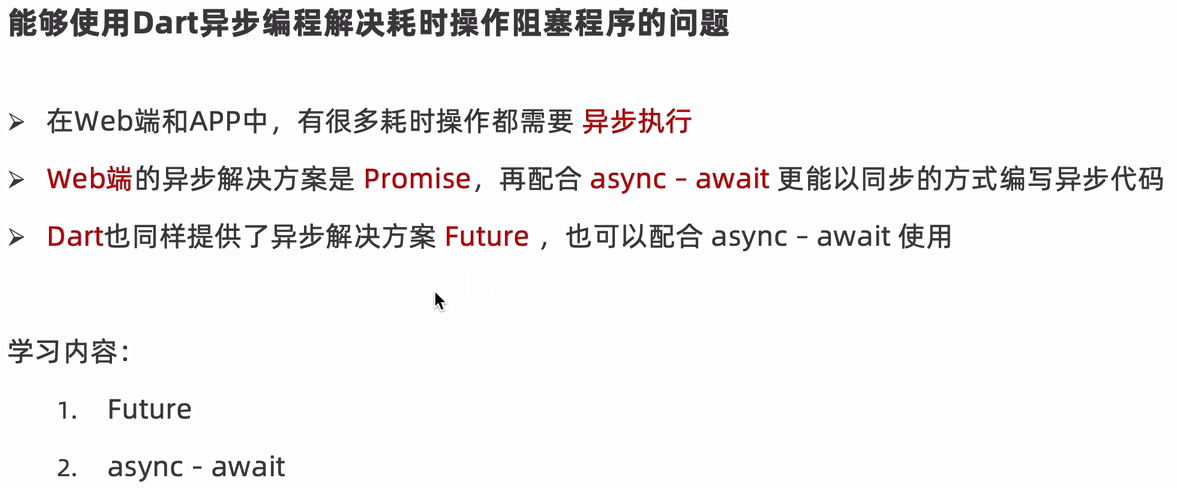 能够使用Dart异步编程解决耗时操作阻塞程序的问题
➢ 在Web端和APP中，有很多耗时操作都需要 异步执行
➢ Web端的异步解决方案是 Promise，再配合 async – await 更能以同步的方式编写异步代码
➢ Dart也同样提供了异步解决方案 Future ，也可以配合 async – await 使用
学习内容：
1. Future
2. async - await